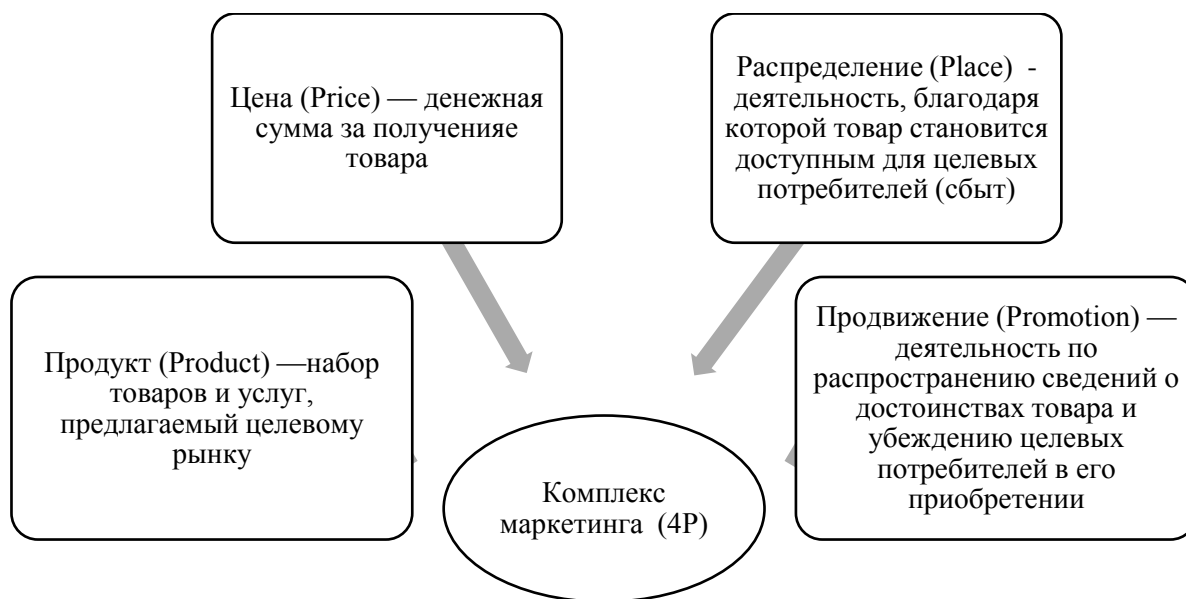 Цена (Price) — денежная
сумма за полученияе
товара
Распределение (Place)  -
деятельность, благодаря
которой товар становится
доступным для целевых
потребителей (сбыт)
Продукт (Product) —набор
товаров и услуг,
предлагаемый целевому
рынку
Продвижение (Promotion) —
деятельность по
распространению сведений о
достоинствах товара и
убеждению целевых
потребителей в его
приобретении
Комплекс
маркетинга  (4P)